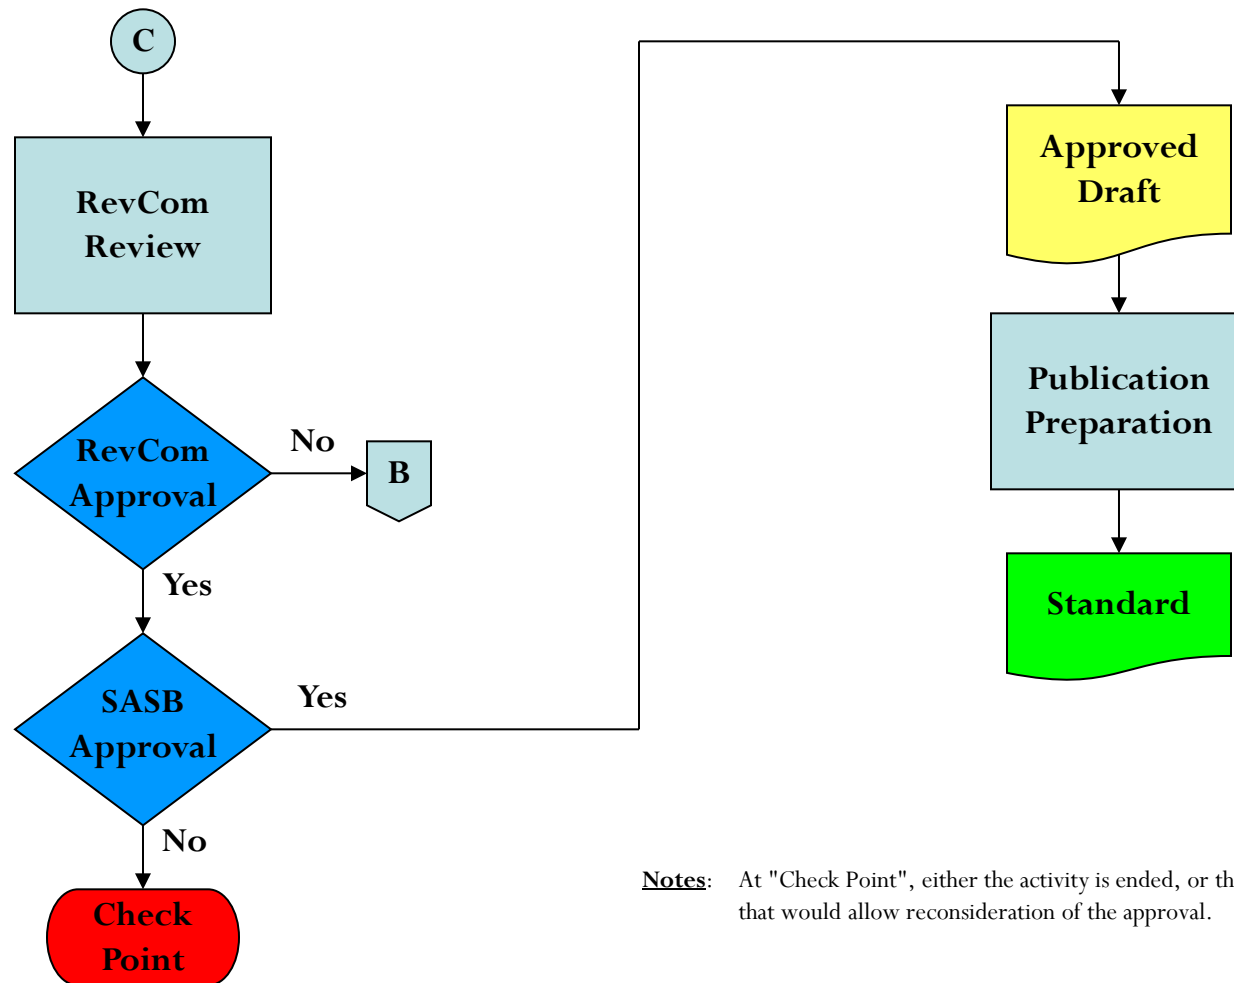 C
RevCom
Review
RevCom
Approval
No
B
Yes
SASB
Approval
Yes
No
Check
Point
Approved
Draft
Publication
Preparation
Standard
Notes: At "Check Point", either the activity is ended, or
that would allow reconsideration of the approval.